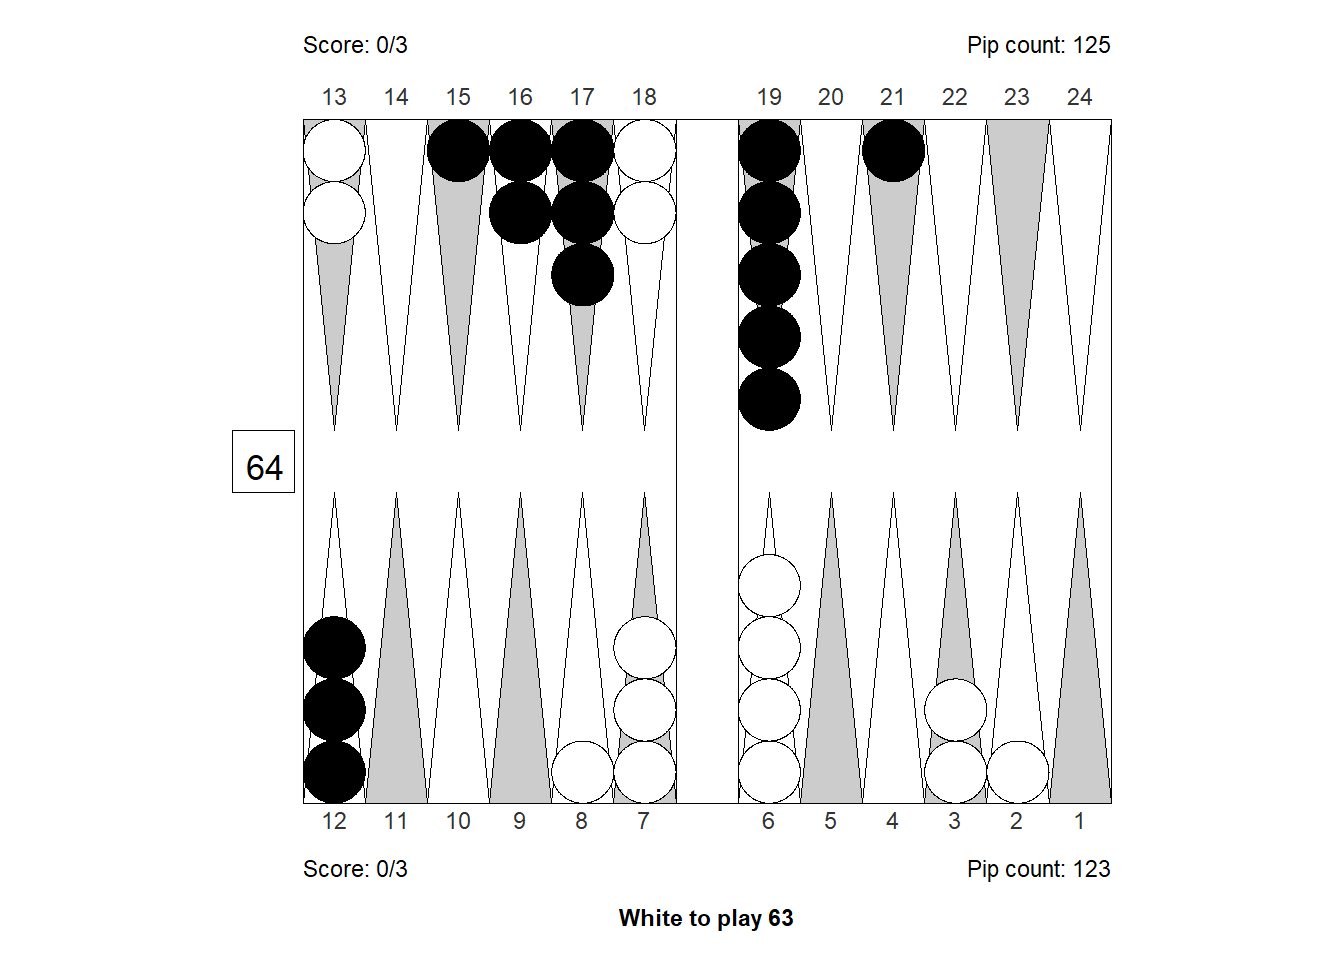 Score: 0/3 Pip count: 125
13 14 15 16 17 18 19 20 21 22 23 24
64
12 11 10 9 8 7 6 5 4 3 2 1
Score: 0/3 Pip count: 123
White to play 63